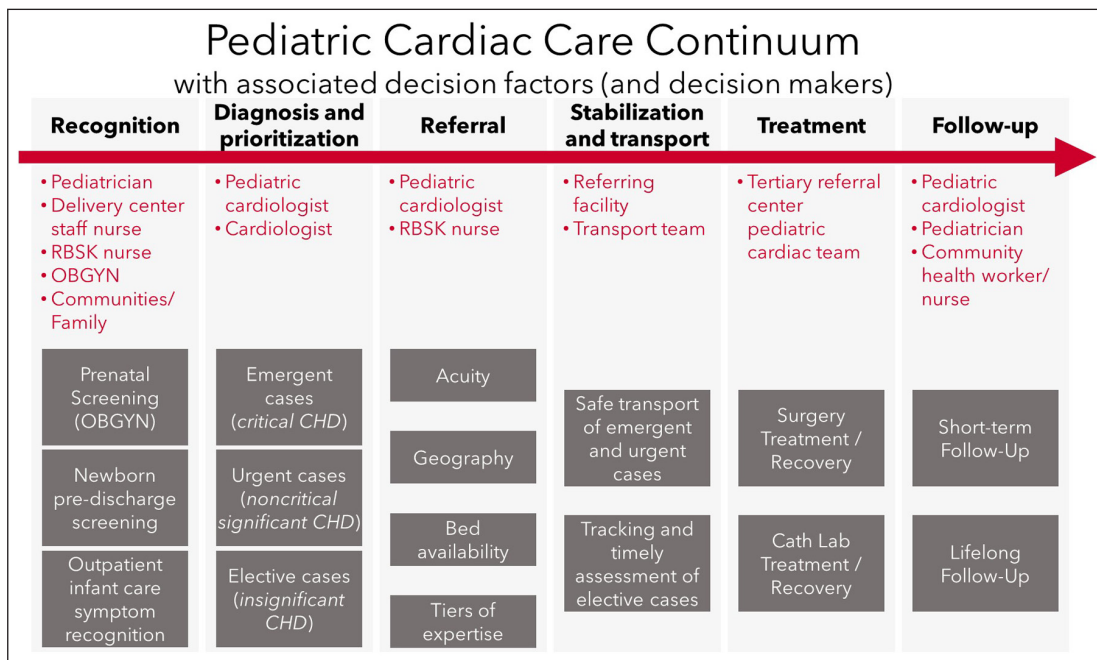 Pediatric Cardiac Care Continuum
with associated decision factors (and decision makers)
Recognition
• Pediatrician
• Delivery center
staff nurse
• RBSK nurse
• OBGYN
• Communities/
Family
Prenatal
Screening
(OBGYN)
Newborn
pre-discharge
screening
Outpatient
infant care
symptom
recognition
Diagnosis and
prioritization
• Pediatric
cardiologist
• Cardiologist
Emergent
cases
(critical CHD)
Urgent cases
(noncritical
significant CHD)
Elective cases
(insignificant
CHD)
Referral
• Pediatric
cardiologist
• RBSK nurse
Acuity
Geography
Bed
availability
Tiers of
expertise
Stabilization
and transport
• Referring
facility
• Transport team
Safe transport
of emergent
and urgent
cases
Tracking and
timely
assessment of
elective cases
Treatment
• Tertiary referral
center
pediatric
cardiac team
Surgery
Treatment /
Recovery
Cath Lab
Treatment /
Recovery
Follow-up
• Pediatric
cardiologist
• Pediatrician
• Community
health worker/
nurse
Short-term
Follow-Up
Lifelong
Follow-Up